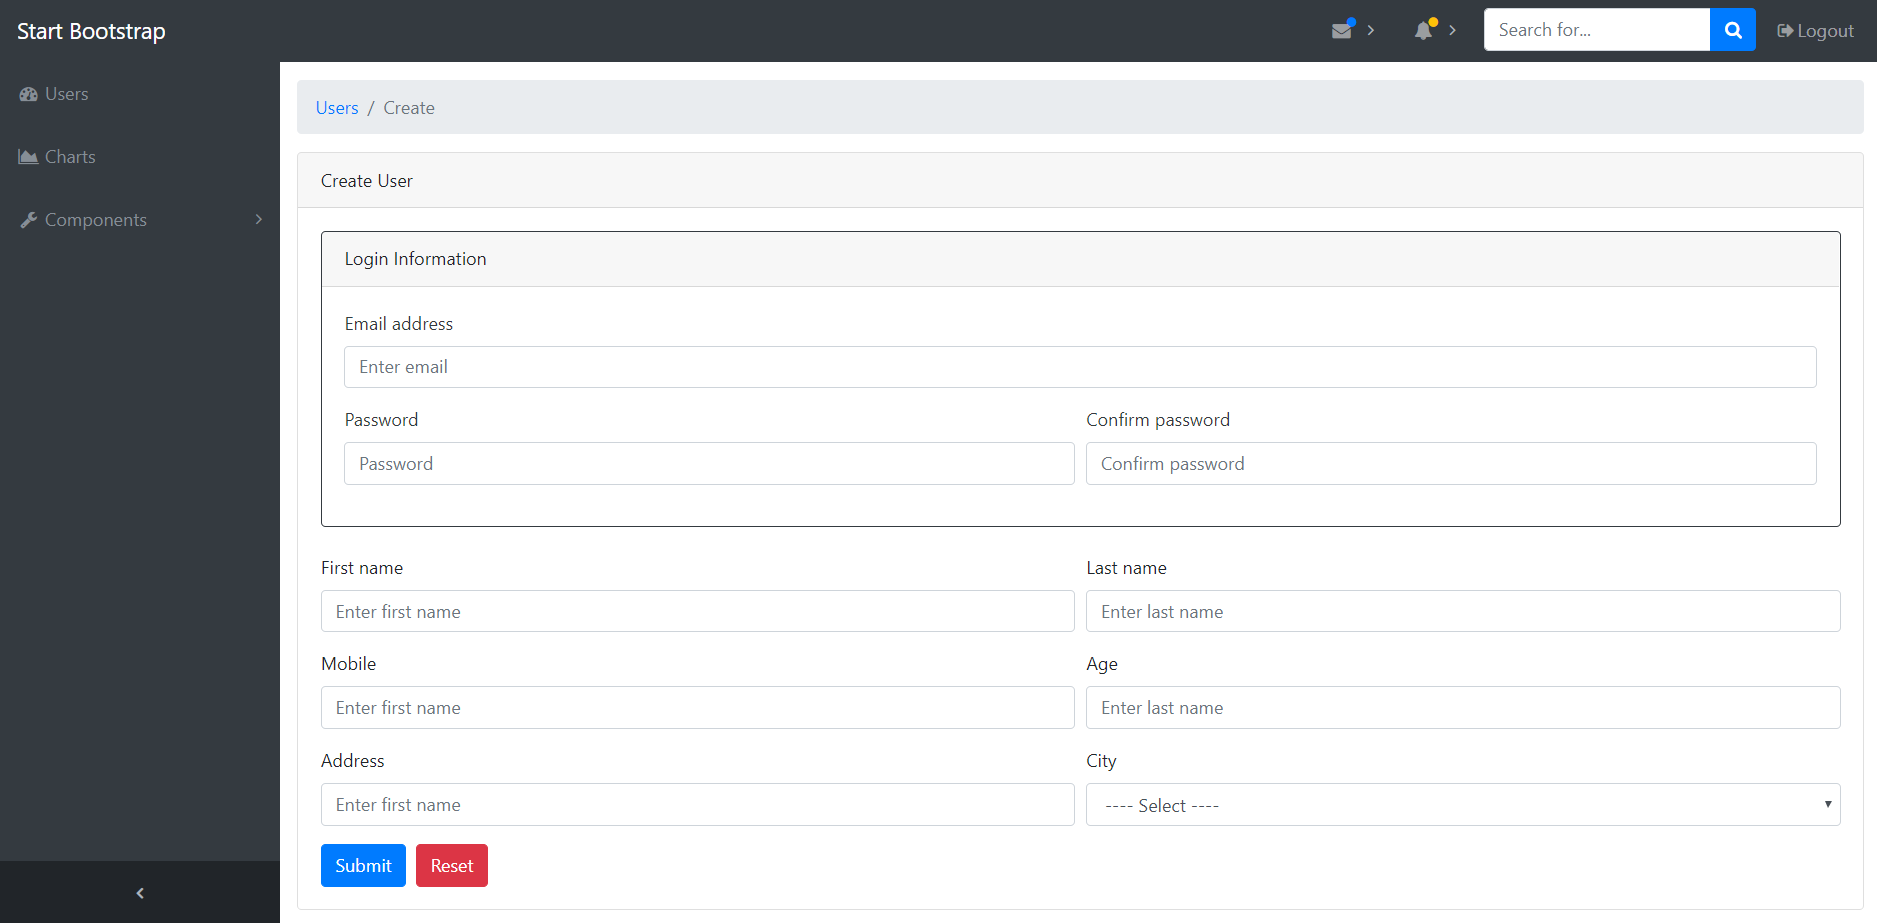 Start Bootstrap
Search for...
Logout
Users
Charts
Components
Users / Create
Create User
Login Information
Email address
Enter email
Password
Confirm password
Password
Confirm password
First name
Last name
Enter first name
Enter last name
Mobile
Age
Enter first name
Enter last name
Address
City
Enter first name
---- Select ----
Submit
Reset